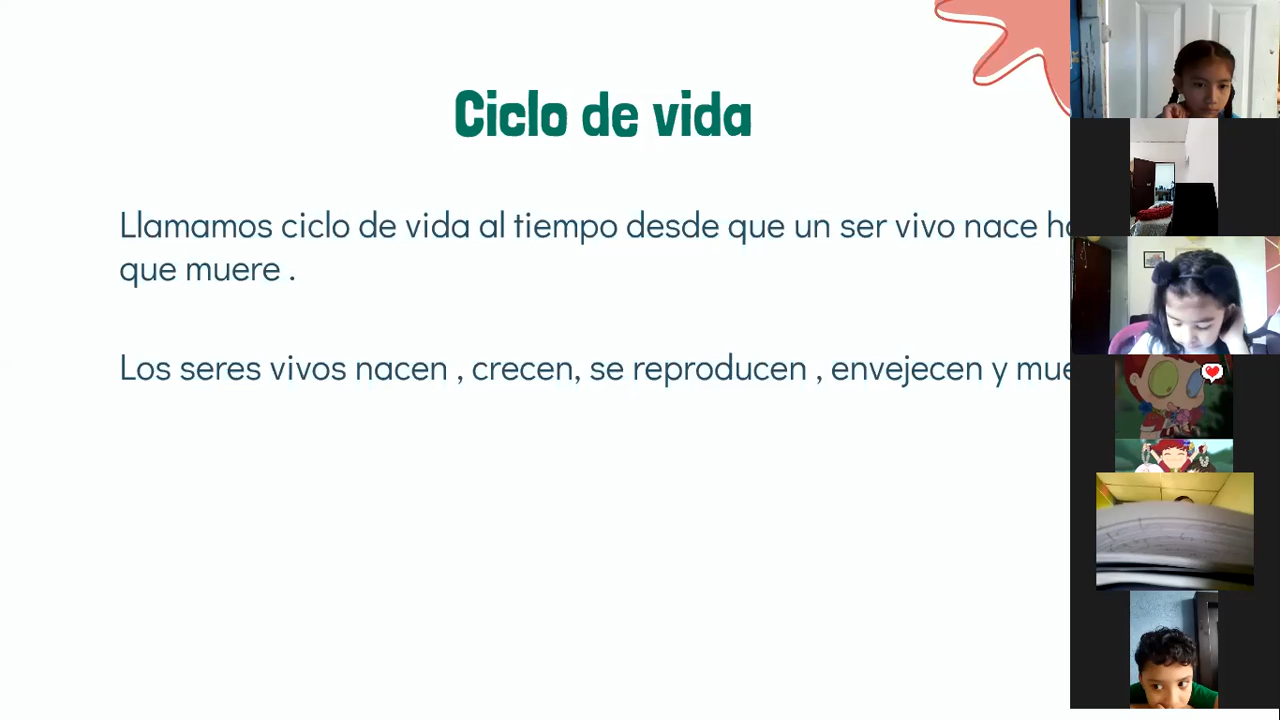 Ciclo de vida
Llamamos ciclo de vida al tiempo desde que un ser vivo nace
que muere .
Los seres vivos nacen , crecen, se reproducen , envejecen y